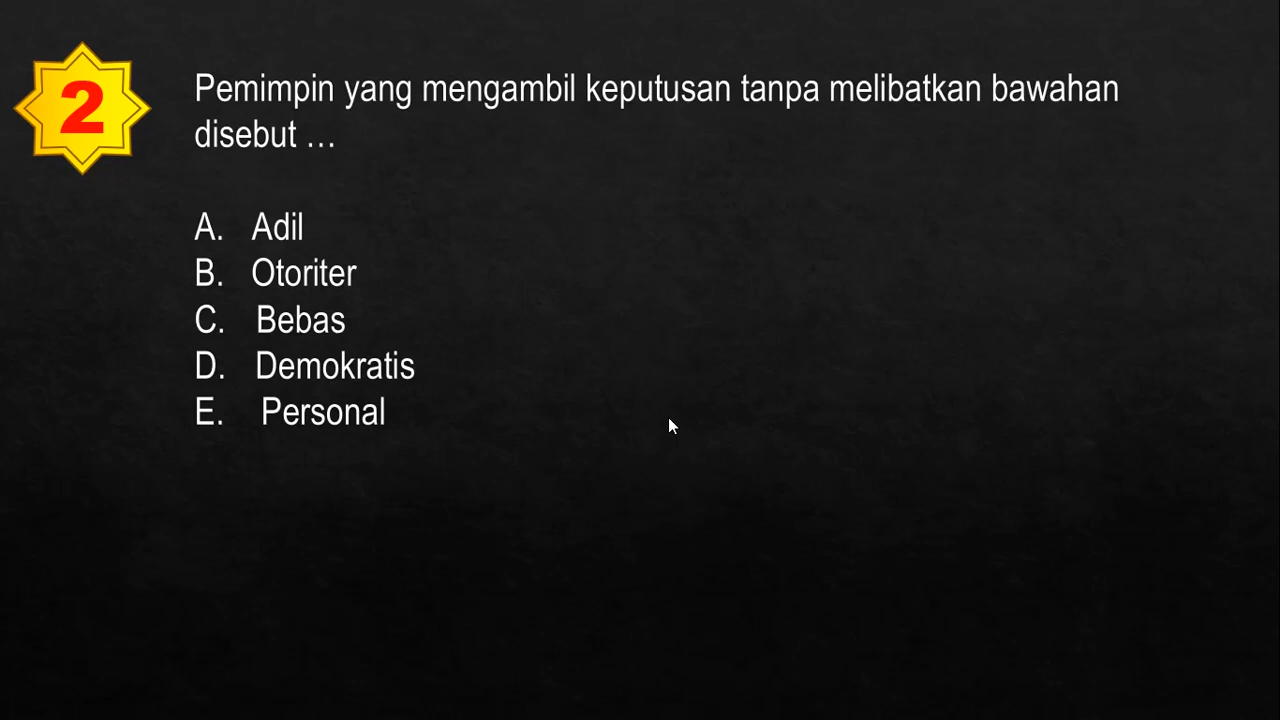 2
Pemimpin yang mengambil keputusan tanpa melibatkan bawahan
disebut …
A. Adil
B. Otoriter
C. Bebas
D. Demokratis
E. Personal